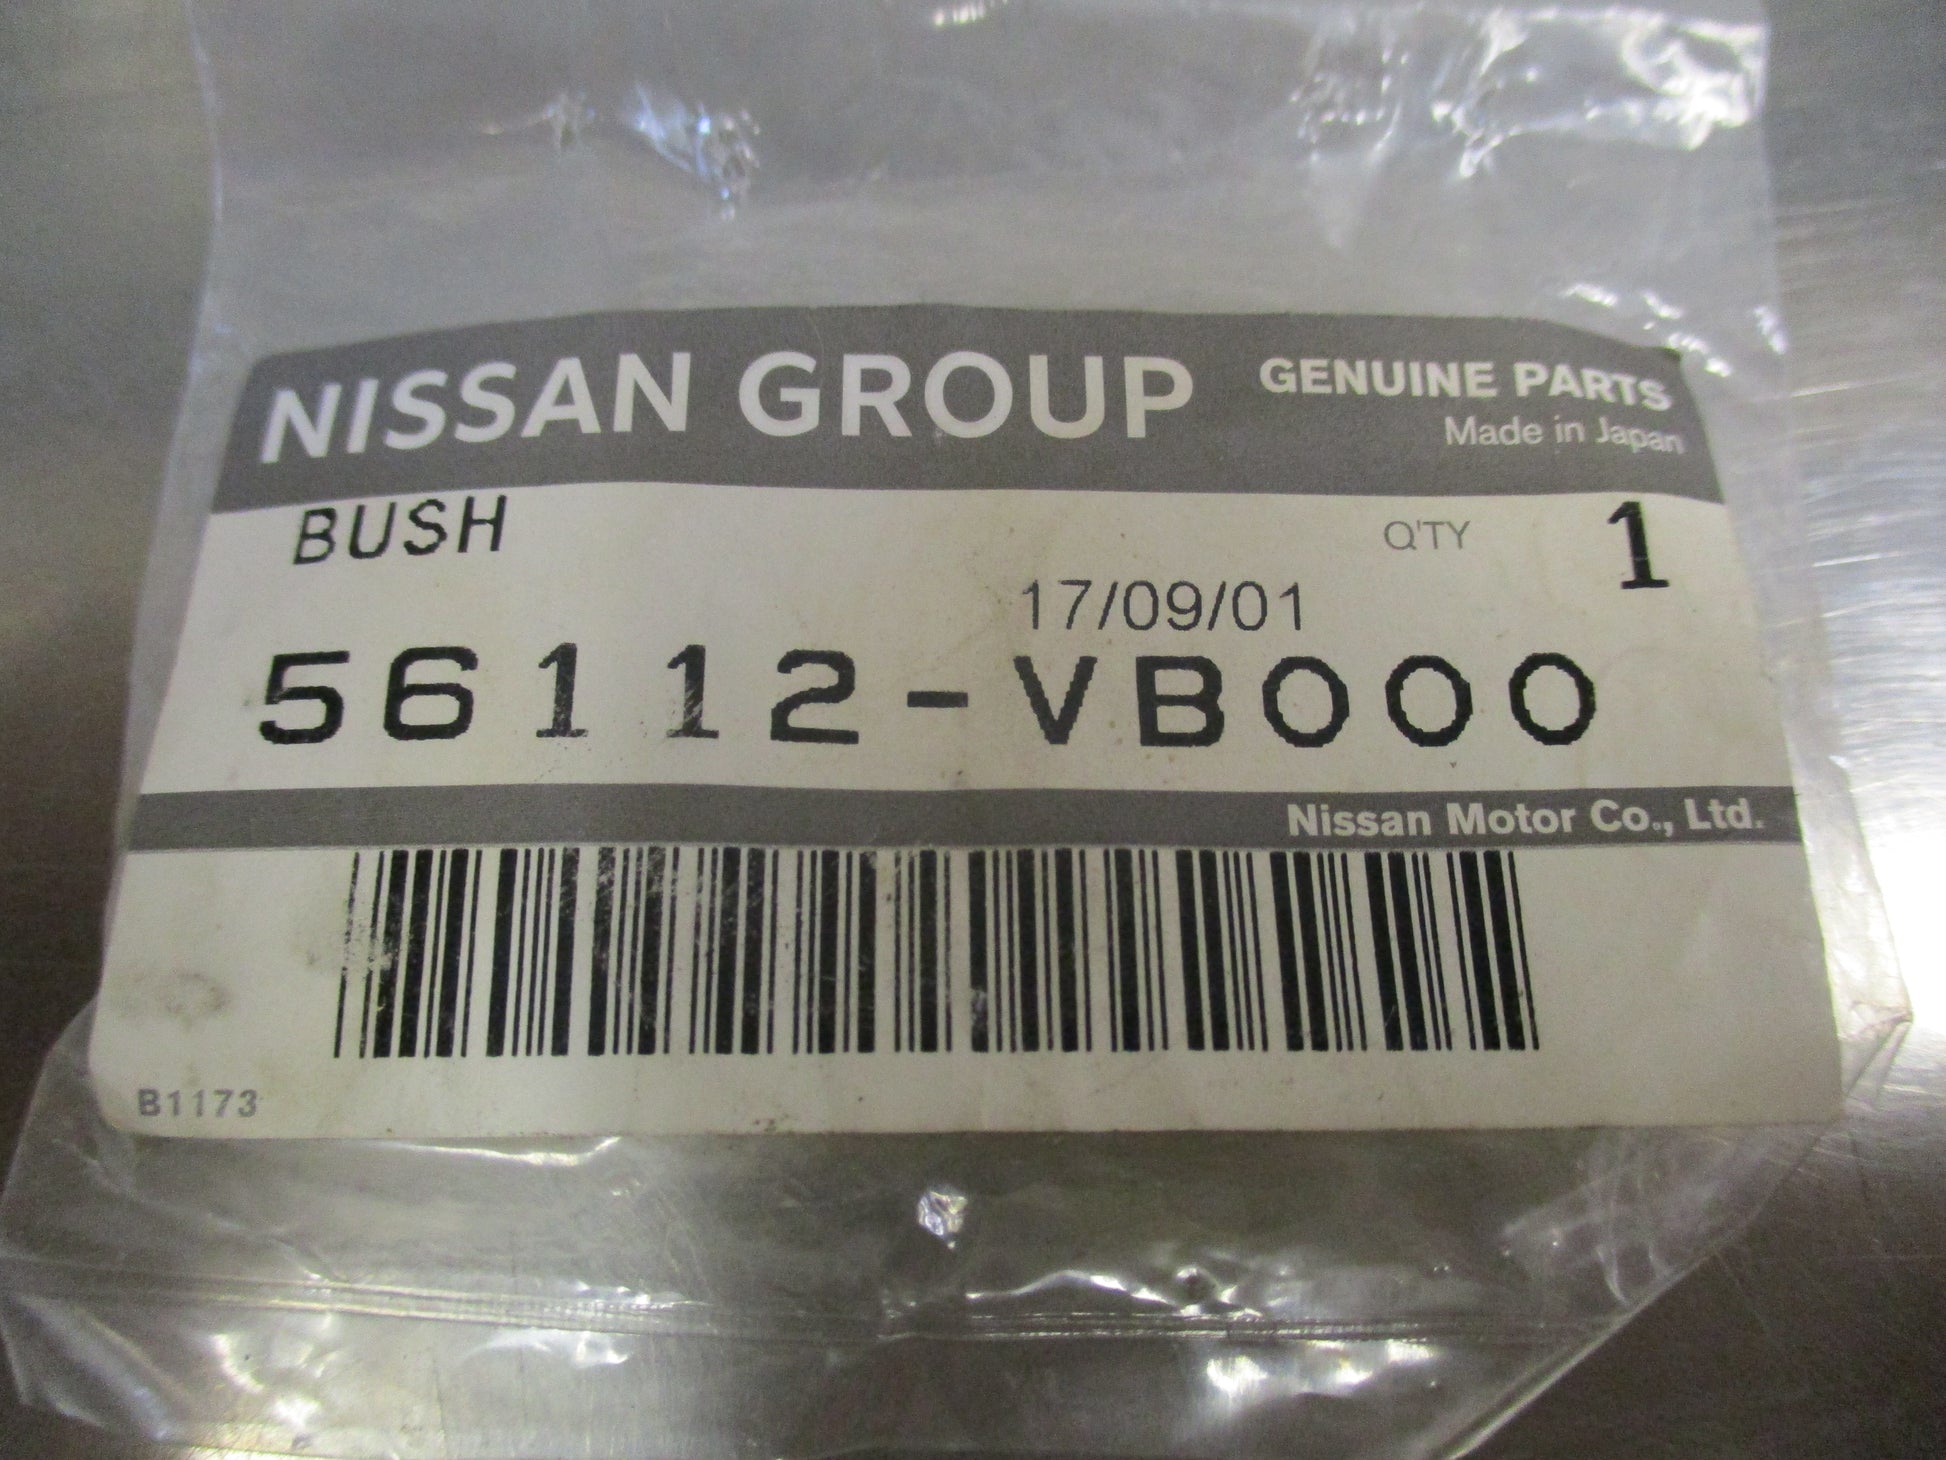 NISSAN GROUP GENUINE PARTS
Made in Japan
BUSH Q'TY 1
17/09/01
56112-VB000
Nissan Motor Co., Ltd.
B1173